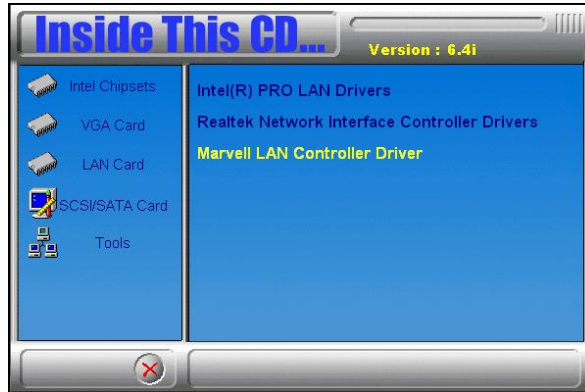 Inside This CD...
Version : 6.4i
Intel Chipsets
VGA Card
LAN Card
SCSI/SATA Card
Tools
Intel(R) PRO LAN Drivers
Realtek Network Interface Controller Drivers
Marvell LAN Controller Driver